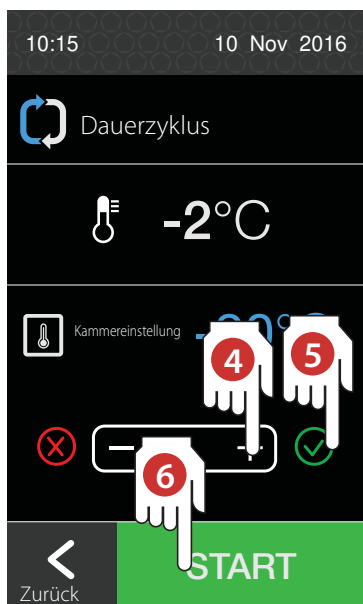 10:15 10 Nov 2016
Dauerzyklus
-2°C
Kammereinstellung
4 5
6
START
Zurück